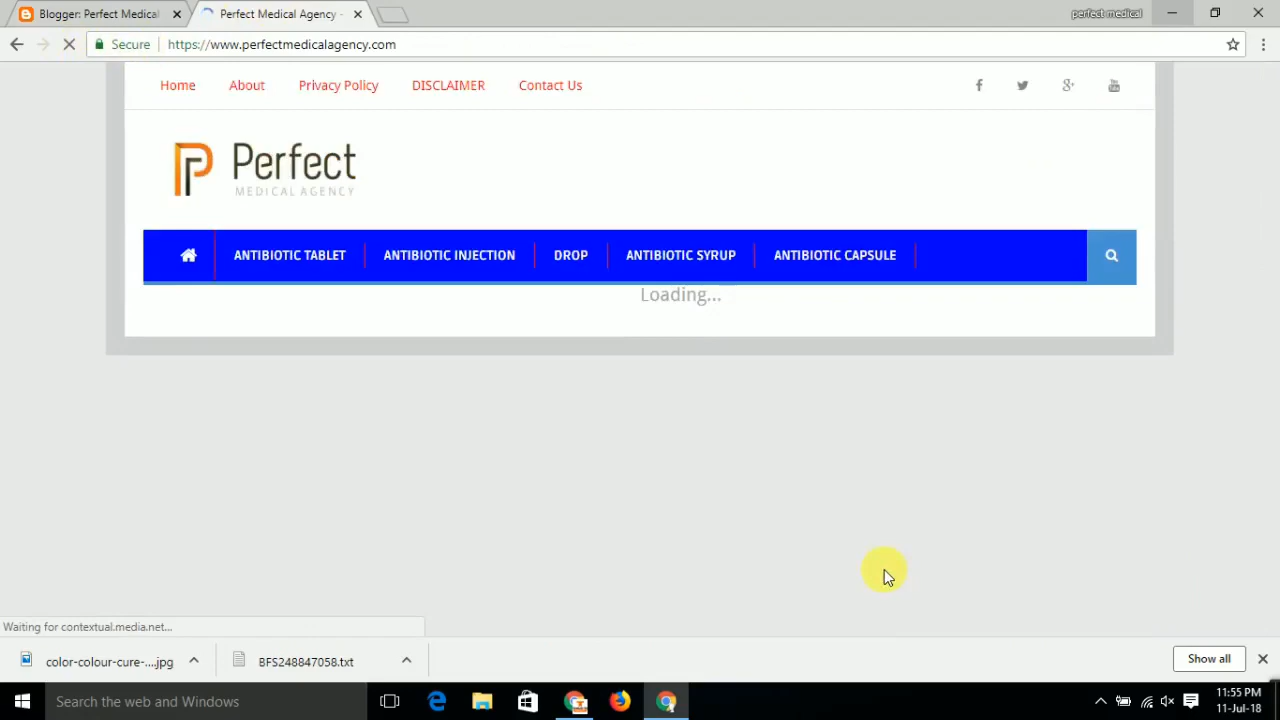 Blogger: Perfect Medical
Perfect Medical Agency -
perfect medical
Secure
https://www.perfectmedicalagency.com
Home About Privacy Policy DISCLAIMER Contact Us
Perfect
MEDICAL AGENCY
ANTIBIOTIC TABLET ANTIBIOTIC INJECTION DROP ANTIBIOTIC SYRUP ANTIBIOTIC CAPSULE
Loading...
Waiting for contextual.media.net...
color-colour-cure-....jpg BFS248847058.txt Show all
Search the web and Windows
11:55 PM
11-Jul-18